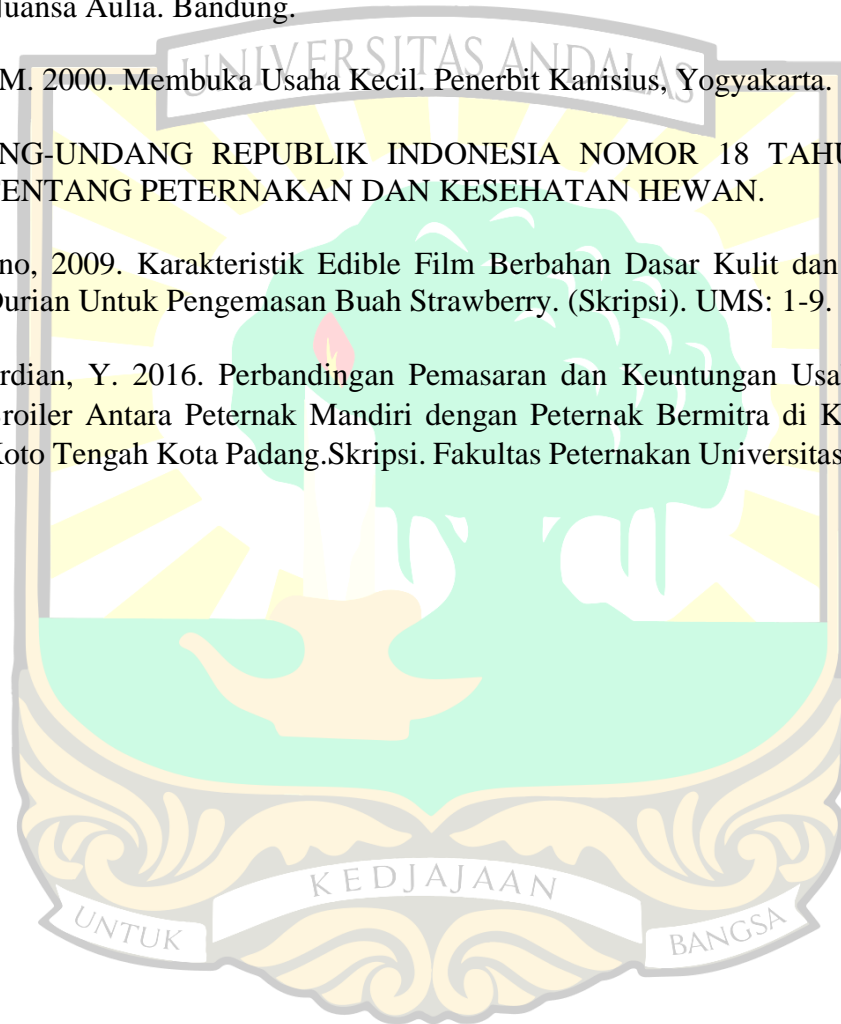 Nuansa Aulia. Bandung.
UNIVERSITAS ANDALAS
M. 2000. Membuka Usaha Kecil. Penerbit Kanisius, Yogyakarta.
NG-UNDANG REPUBLIK INDONESIA NOMOR 18 TAHU
TENTANG PETERNAKAN DAN KESEHATAN HEWAN.
no, 2009. Karakteristik Edible Film Berbahan Dasar Kulit dan
Durian Untuk Pengemasan Buah Strawberry. (Skripsi). UMS: 1-9.
rdian, Y. 2016. Perbandingan Pemasaran dan Keuntungan Usa
Broiler Antara Peternak Mandiri dengan Peternak Bermitra di K
Koto Tengah Kota Padang.Skripsi. Fakultas Peternakan Universitas
KEDJAJAAN
UNTUK BANGSA